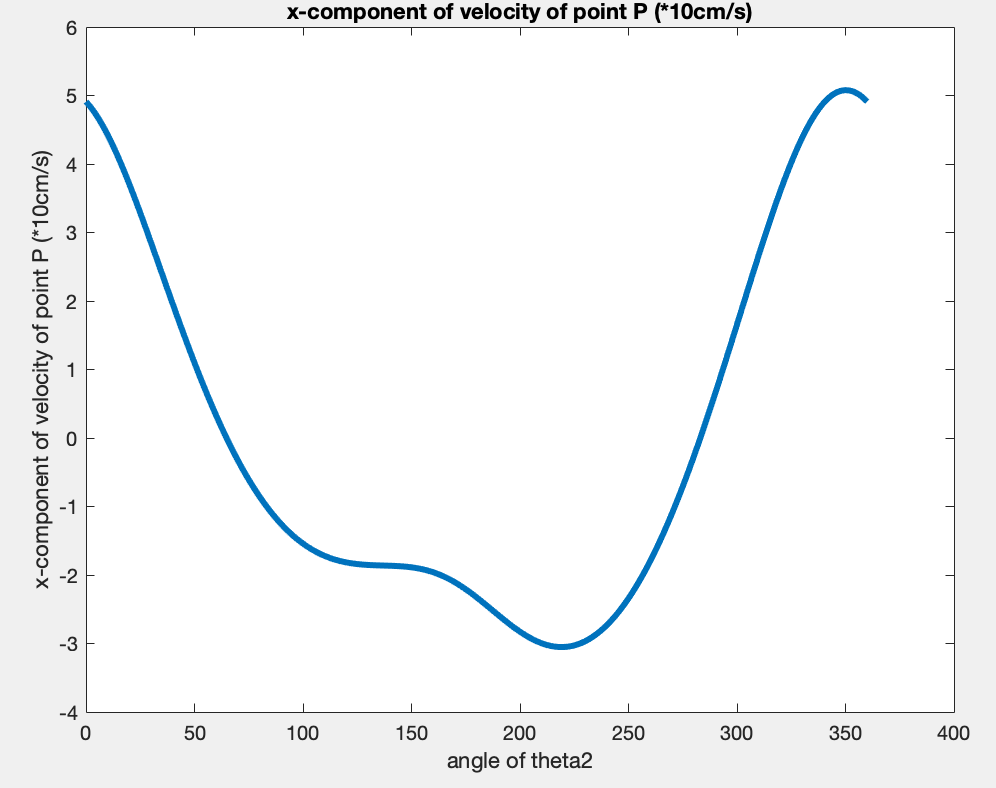 x-component of velocity of point P (*10cm/s)
x-component of velocity of point P (*10cm/s)
6
5
4
3
2
1
0
-1
-2
-3
-4
0 50 100 150 200 250 300 350 400
angle of theta2